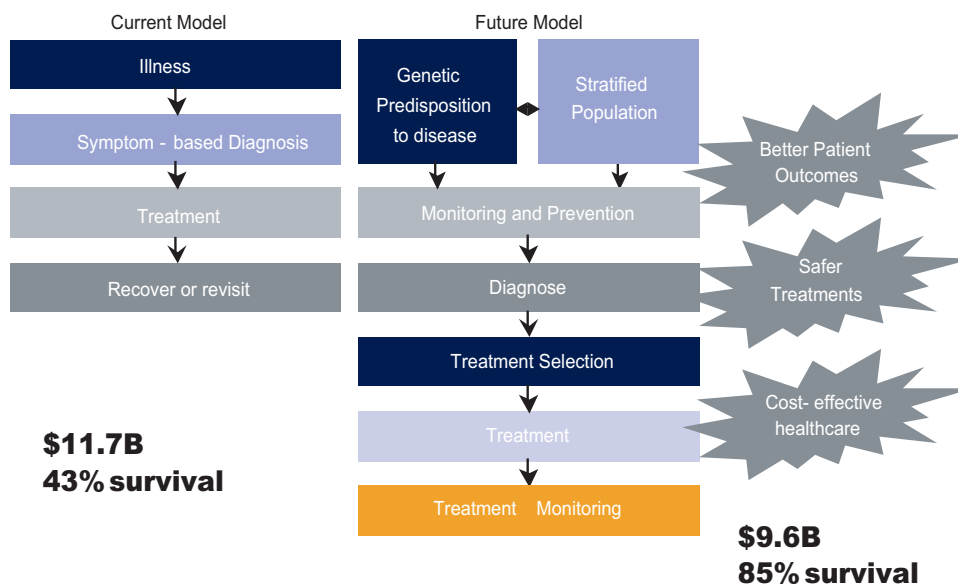 Current Model
Illness
Symptom - based Diagnosis
Treatment
Recover or revisit
$11.7B
43% survival
Future Model
Genetic
Predisposition
to disease
Stratified
Population
Monitoring and Prevention
Diagnose
Treatment Selection
Treatment
Treatment Monitoring
Better Patient
Outcomes
Safer
Treatments
Cost- effective
healthcare
$9.6B
85% survival